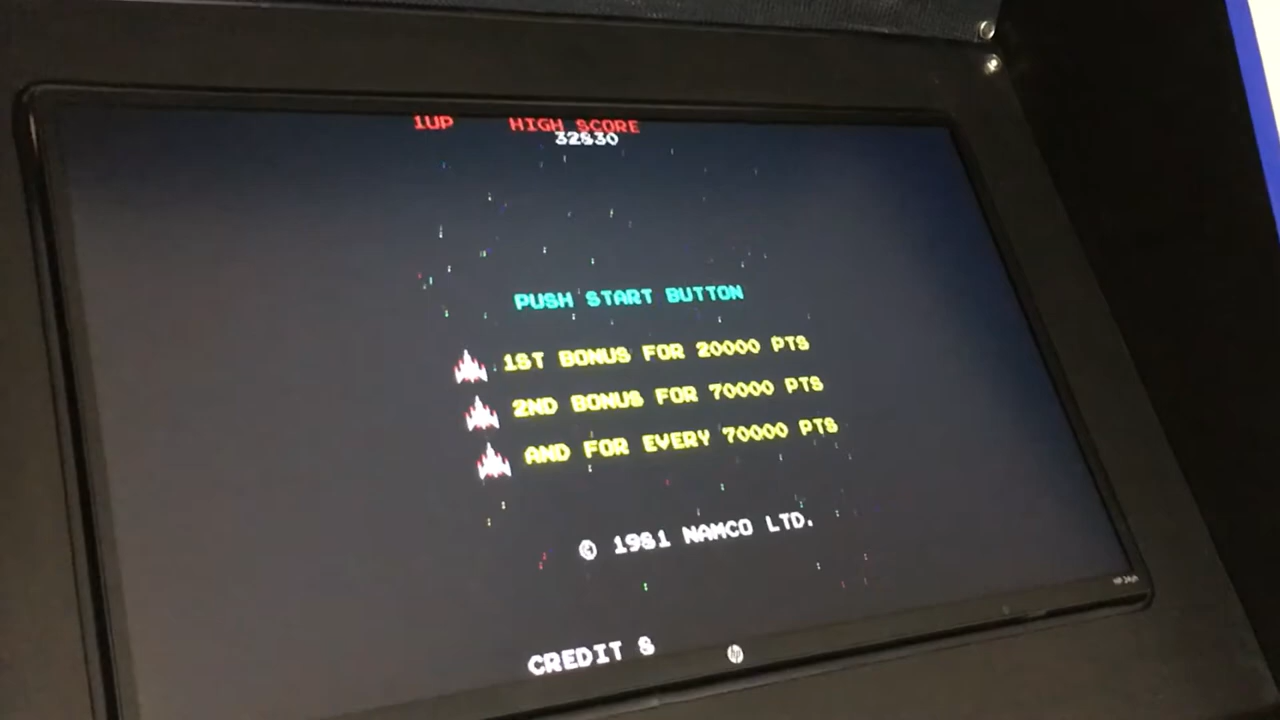 1UP HIGH SCORE
32830
PUSH START BUTTON
1ST BONUS FOR 20000 PTS
2ND BONUS FOR 70000 PTS
AND FOR EVERY 70000 PTS
© 1981 NAMCO LTD.
CREDIT 8
hp